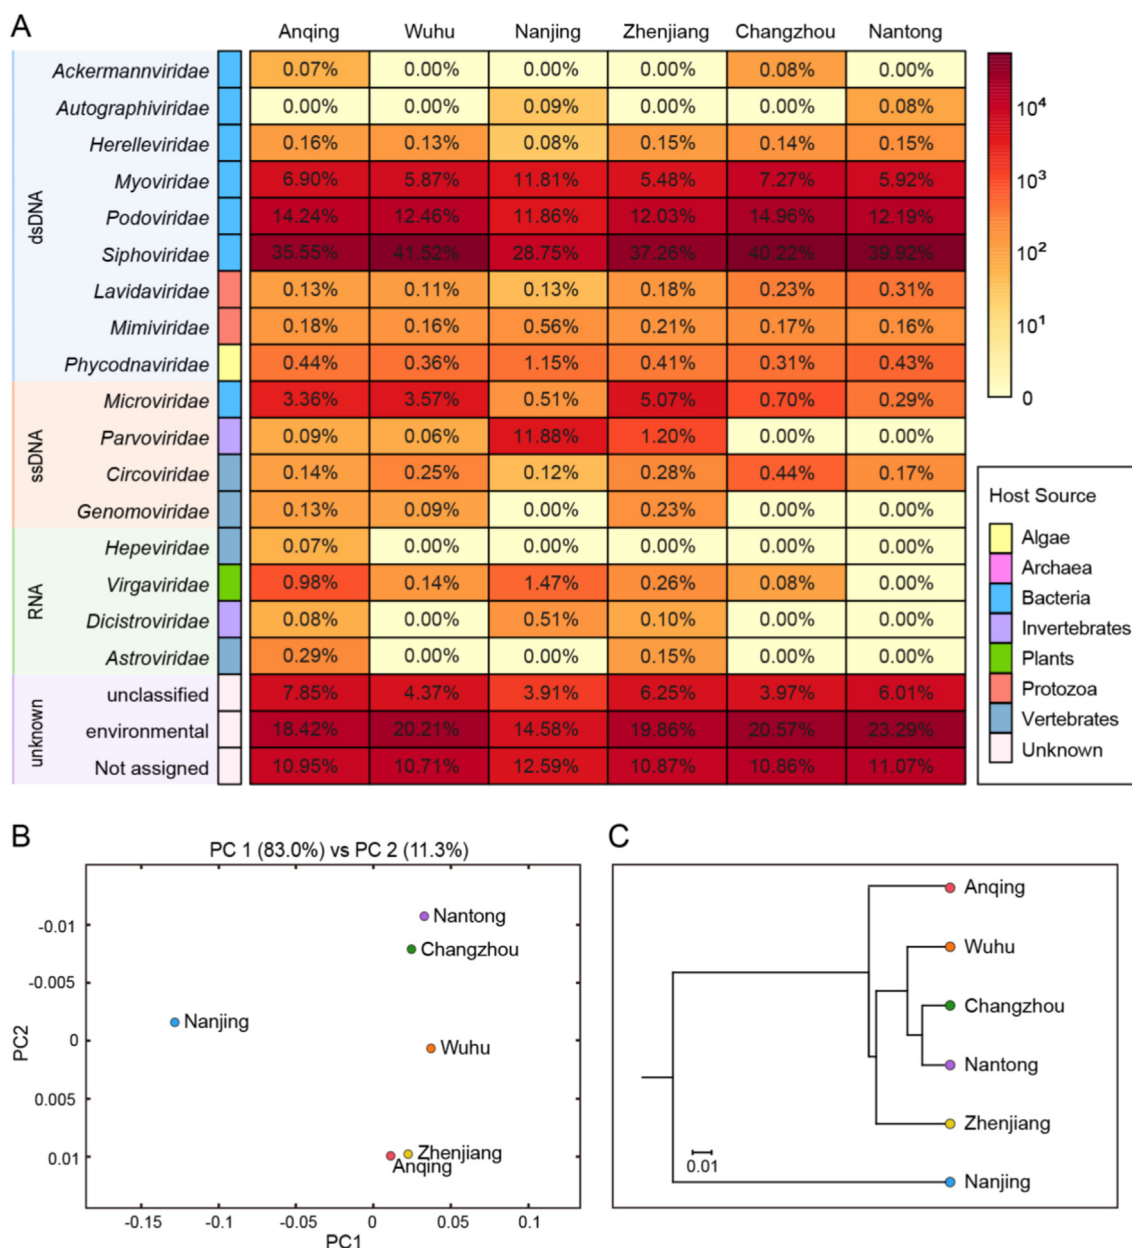 A
Anqing Wuhu Nanjing Zhenjiang Changzhou Nantong
dsDNA
Ackermannviridae 0.07% 0.00% 0.00% 0.00% 0.08% 0.00%
Autographiviridae 0.00% 0.00% 0.09% 0.00% 0.00% 0.08%
Herelleviridae 0.16% 0.13% 0.08% 0.15% 0.14% 0.15%
Myoviridae 6.90% 5.87% 11.81% 5.48% 7.27% 5.92%
Podoviridae 14.24% 12.46% 11.86% 12.03% 14.96% 12.19%
Siphoviridae 35.55% 41.52% 28.75% 37.26% 40.22% 39.92%
Lavidaviridae 0.13% 0.11% 0.13% 0.18% 0.23% 0.31%
Mimiviridae 0.18% 0.16% 0.56% 0.21% 0.17% 0.16%
Phycodnaviridae 0.44% 0.36% 1.15% 0.41% 0.31% 0.43%
ssDNA
Microviridae 3.36% 3.57% 0.51% 5.07% 0.70% 0.29%
Parvoviridae 0.09% 0.06% 11.88% 1.20% 0.00% 0.00%
Circoviridae 0.14% 0.25% 0.12% 0.28% 0.44% 0.17%
Genomoviridae 0.13% 0.09% 0.00% 0.23% 0.00% 0.00%
RNA
Hepeviridae 0.07% 0.00% 0.00% 0.00% 0.00% 0.00%
Virgaviridae 0.98% 0.14% 1.47% 0.26% 0.08% 0.00%
Dicistroviridae 0.08% 0.00% 0.51% 0.10% 0.00% 0.00%
Astroviridae 0.29% 0.00% 0.00% 0.15% 0.00% 0.00%
unknown
unclassified 7.85% 4.37% 3.91% 6.25% 3.97% 6.01%
environmental 18.42% 20.21% 14.58% 19.86% 20.57% 23.29%
Not assigned 10.95% 10.71% 12.59% 10.87% 10.86% 11.07%
10⁴
10³
10²
10¹
0
Host Source
Algae
Archaea
Bacteria
Invertebrates
Plants
Protozoa
Vertebrates
Unknown
B
PC 1 (83.0%) vs PC 2 (11.3%)
PC2
-0.01
-0.005
0
0.005
0.01
Nantong
Changzhou
Nanjing
Wuhu
Zhenjiang
Anqing
-0.15 -0.1 -0.05 0 0.05 0.1
PC1
C
Anqing
Wuhu
Changzhou
Nantong
Zhenjiang
Nanjing
0.01